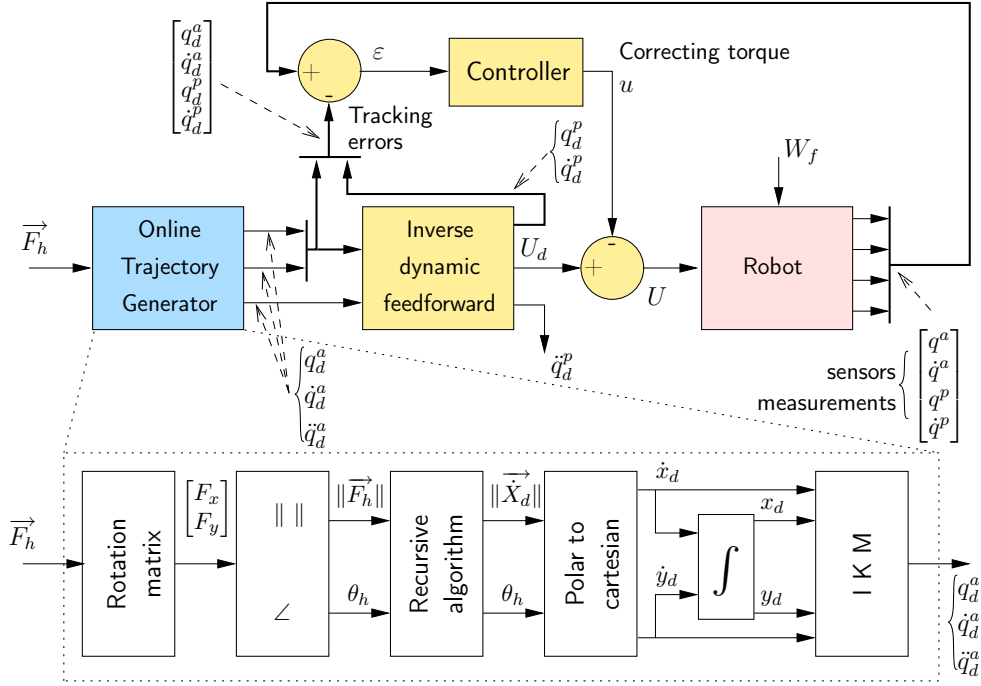 q_d^a
q̇_d^a
q_d^p
q̇_d^p
+
-
ε
Controller
Correcting torque
u
Tracking
errors
q_d^p
q̇_d^p
W_f
F_h→
Online
Trajectory
Generator
Inverse
dynamic
feedforward
U_d
+
-
U
Robot
q̈_d^p
q_d^a
q̇_d^a
q̈_d^a
sensors
measurements
q^a
q̇^a
q^p
q̇^p
F_h→
Rotation
matrix
F_x
F_y
∥ ∥
∠
∥F_h→∥
θ_h
Recursive
algorithm
∥Ẋ_d→∥
θ_h
Polar to
cartesian
ẋ_d
ẏ_d
∫
x_d
y_d
I K M
q_d^a
q̇_d^a
q̈_d^a